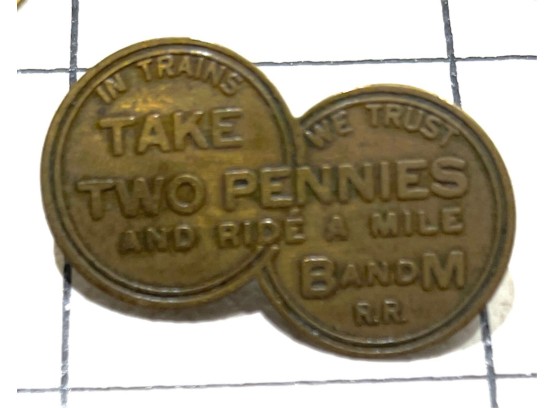 IN TRAINS WE TRUST
TAKE
TWO PENNIES
AND RIDE A MILE
BANDM
R.R.